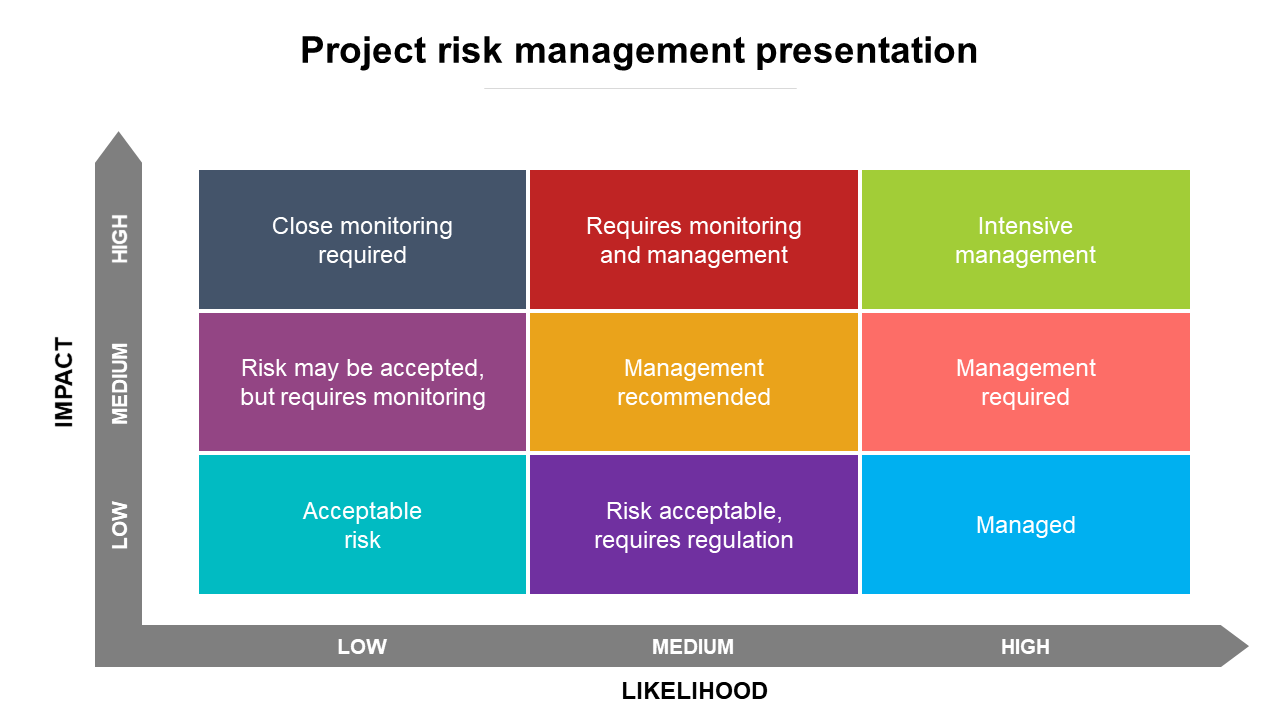 Project risk management presentation
HIGH
Close monitoring
required
Requires monitoring
and management
Intensive
management
IMPACT
MEDIUM
Risk may be accepted,
but requires monitoring
Management
recommended
Management
required
LOW
Acceptable
risk
Risk acceptable,
requires regulation
Managed
LOW
MEDIUM
HIGH
LIKELIHOOD